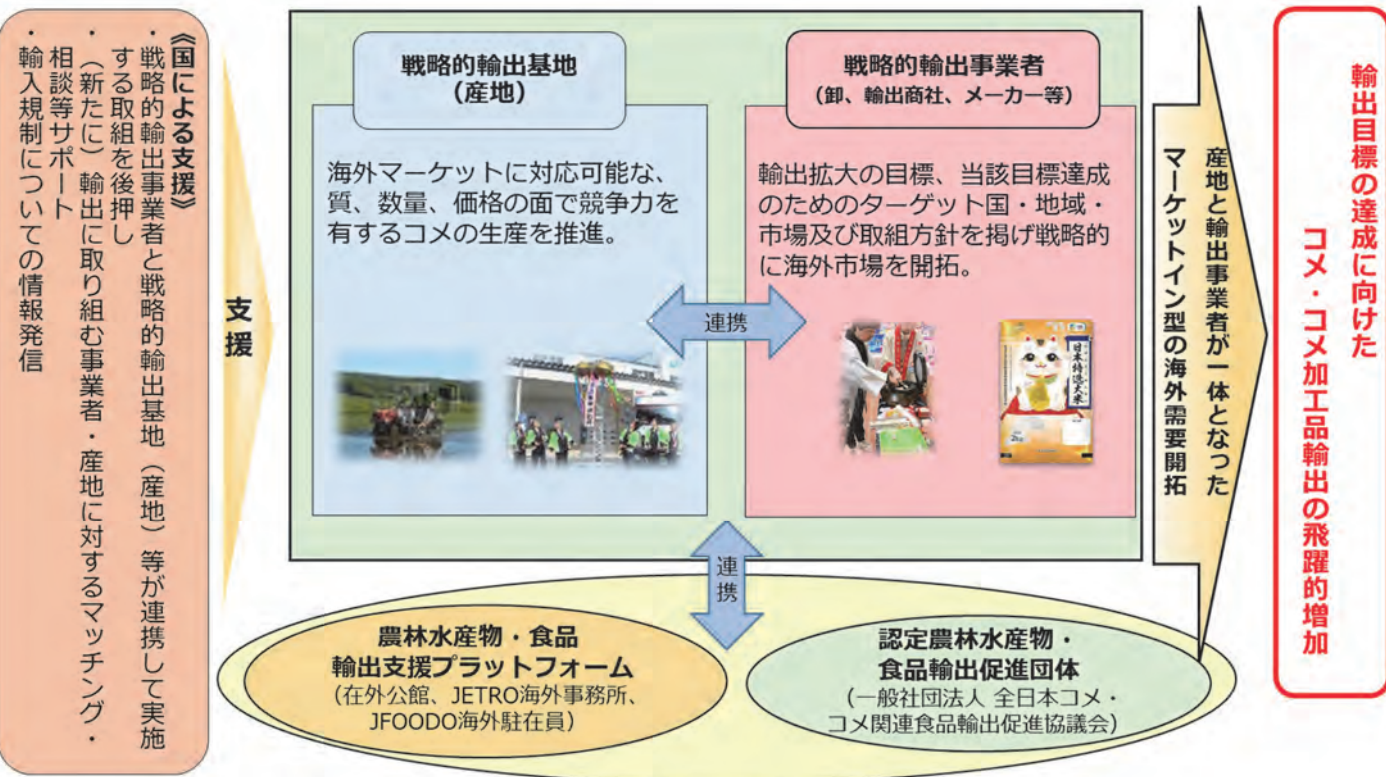 《国による支援》
・戦略的輸出事業者と戦略的輸出基地（産地）等が連携して実施
する取組を後押し
・（新たに）輸出に取り組む事業者・産地に対するマッチング・
相談等サポート
・輸入規制についての情報発信
支援
戦略的輸出基地
（産地）
海外マーケットに対応可能な、
質、数量、価格の面で競争力を
有するコメの生産を推進。
連携
戦略的輸出事業者
（卸、輸出商社、メーカー等）
輸出拡大の目標、当該目標達成
のためのターゲット国・地域・
市場及び取組方針を掲げ戦略的
に海外市場を開拓。
日本特選大米
2kg
連携
農林水産物・食品
輸出支援プラットフォーム
（在外公館、JETRO海外事務所、
JFOODO海外駐在員）
認定農林水産物・
食品輸出促進団体
（一般社団法人 全日本コメ・
コメ関連食品輸出促進協議会）
産地と輸出事業者が一体となった
マーケットイン型の海外需要開拓
輸出目標の達成に向けた
コメ・コメ加工品輸出の飛躍的増加